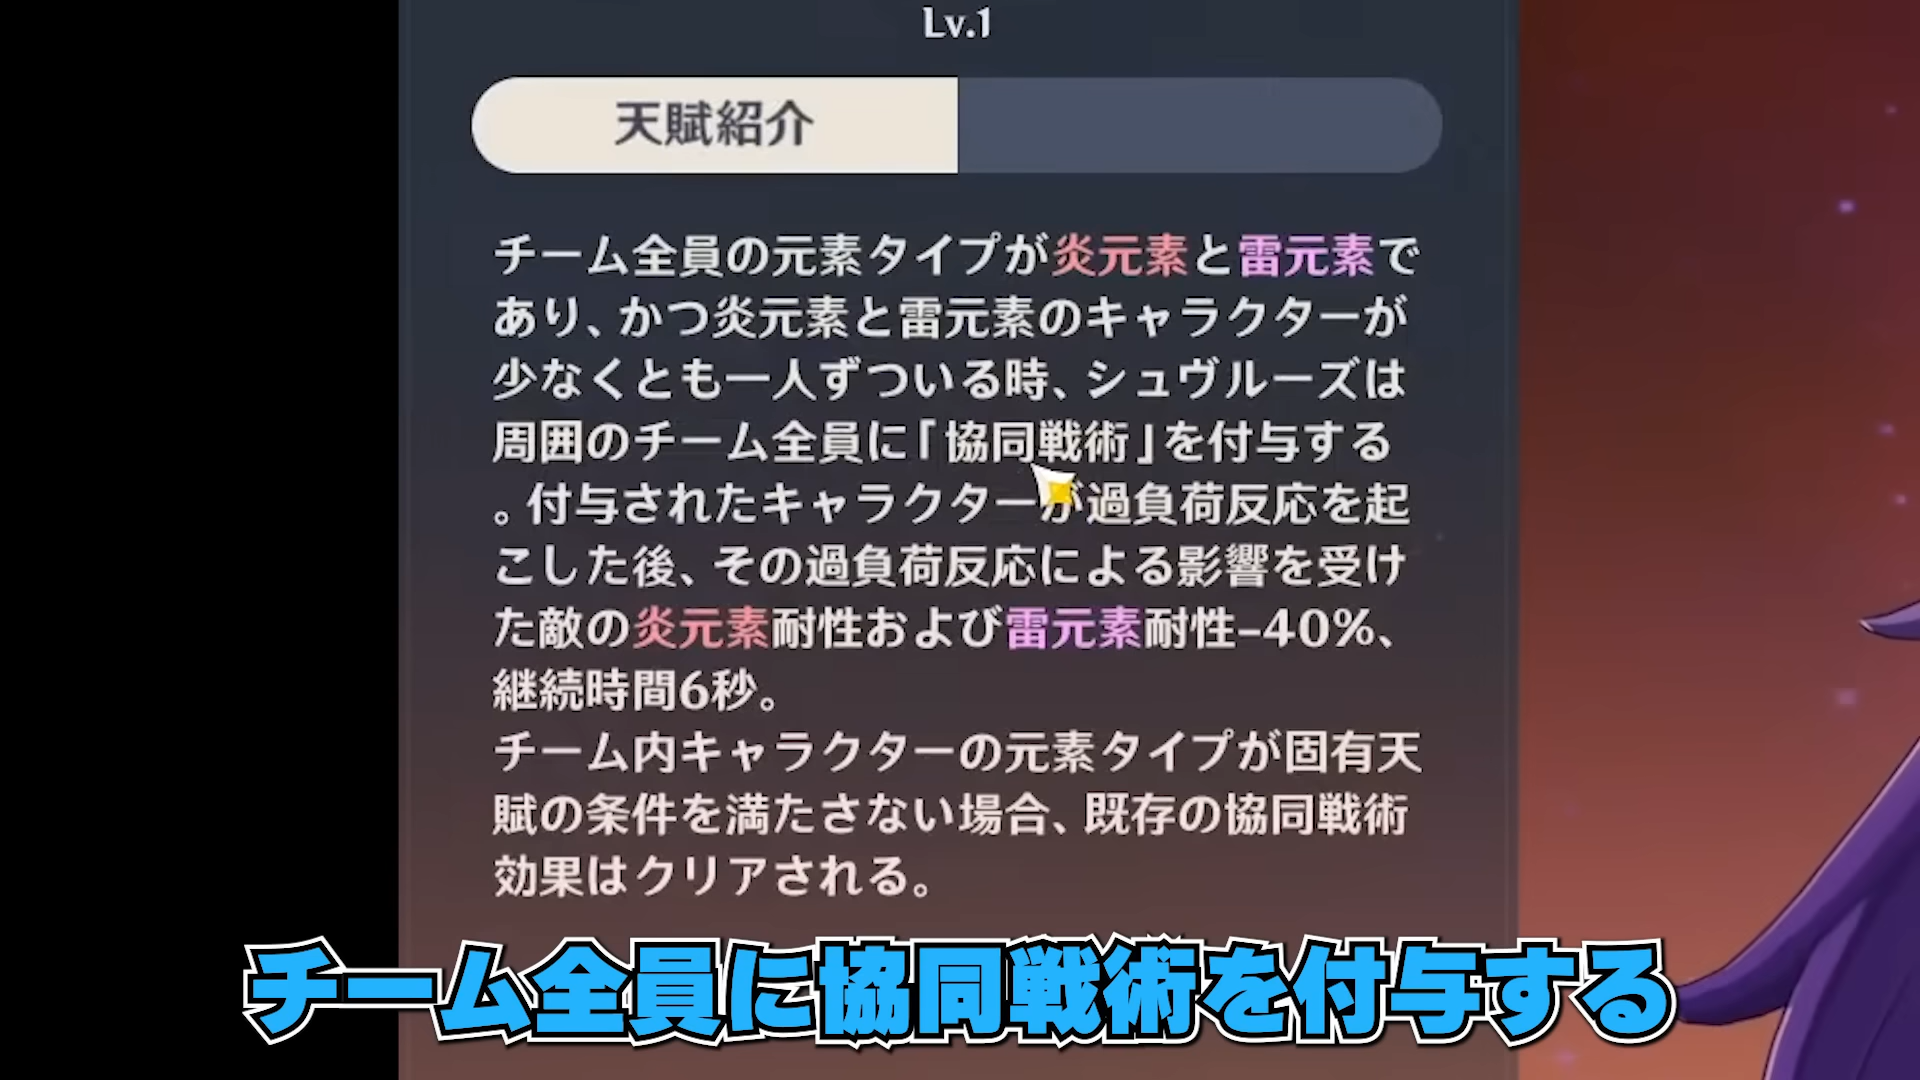 Lv.1
天賦紹介
チーム全員の元素タイプが炎元素と雷元素で
あり、かつ炎元素と雷元素のキャラクターが
少なくとも一人ずついる時、シュヴルーズは
周囲のチーム全員に「協同戦術」を付与する
。付与されたキャラクターが過負荷反応を起
こした後、その過負荷反応による影響を受け
た敵の炎元素耐性および雷元素耐性-40%、
継続時間6秒。
チーム内キャラクターの元素タイプが固有天
賦の条件を満たさない場合、既存の協同戦術
効果はクリアされる。
チーム全員に協同戦術を付与する